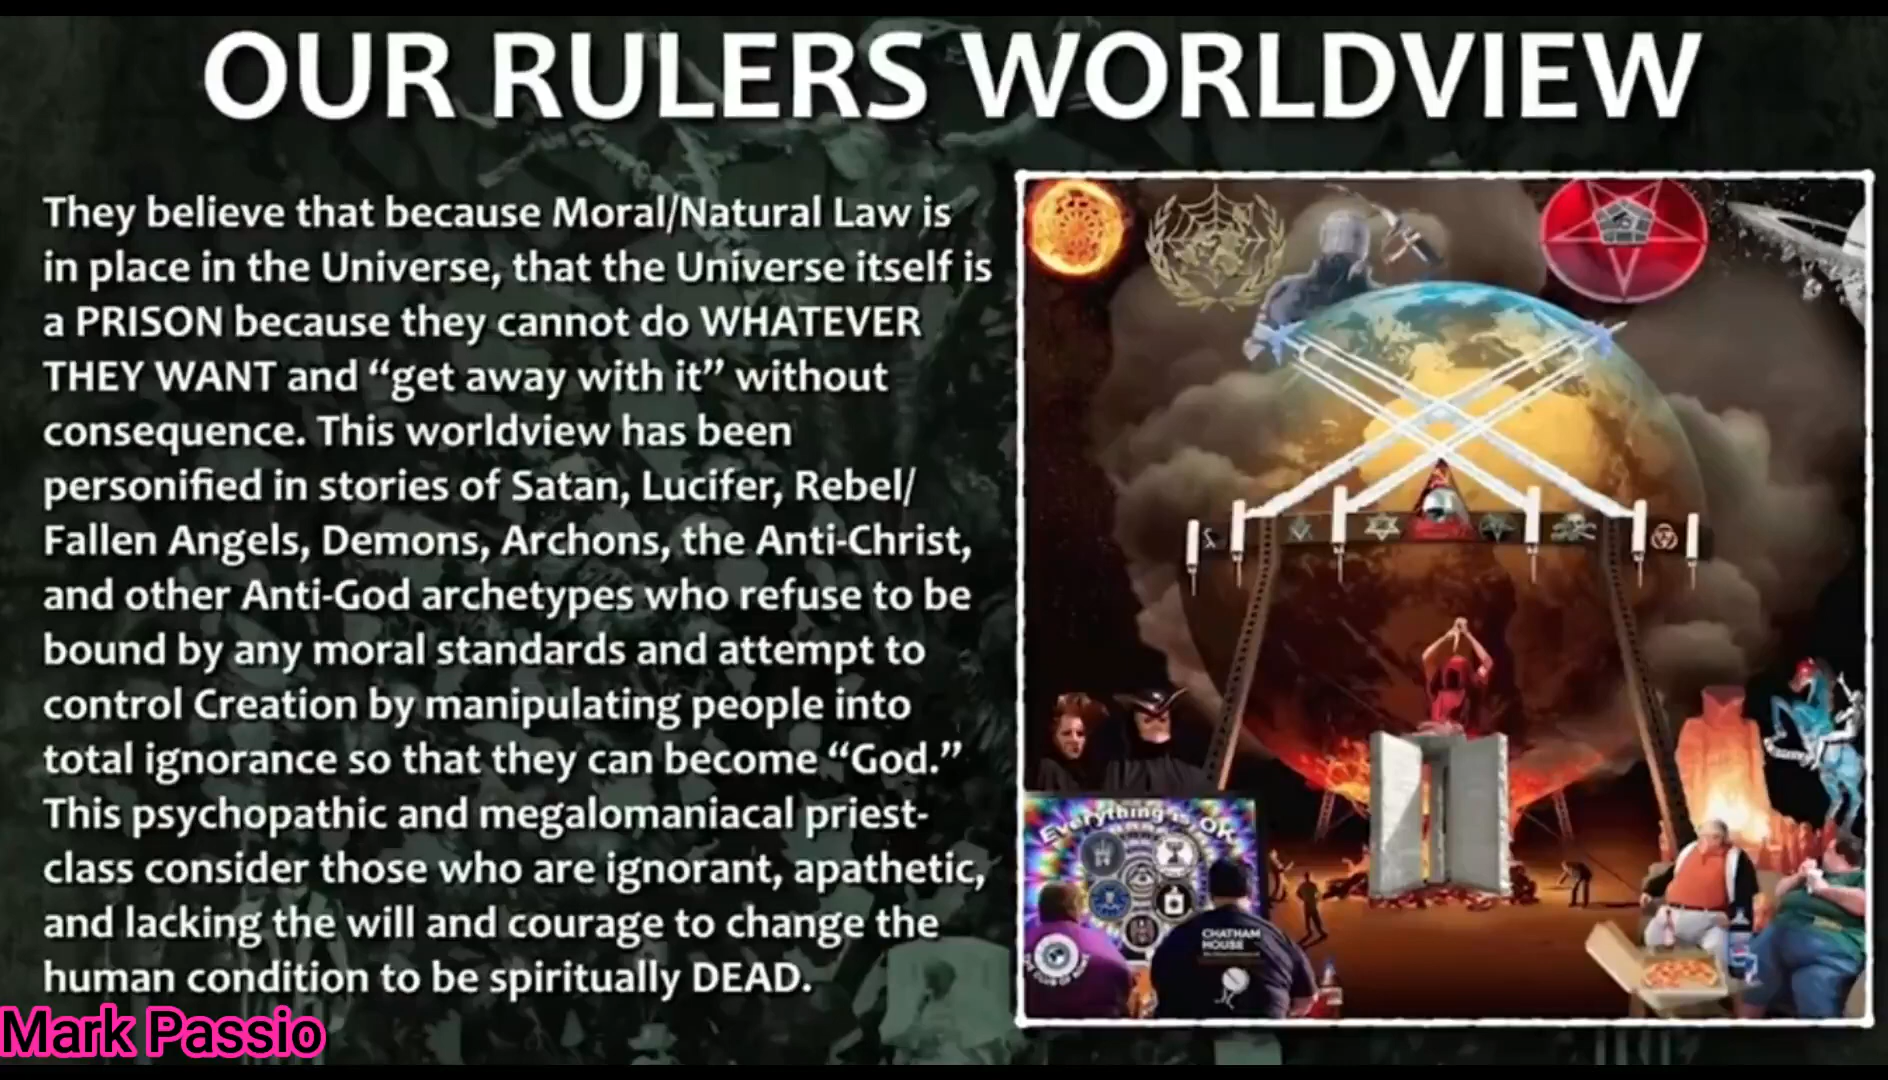 OUR RULERS WORLDVIEW
They believe that because Moral/Natural Law is
in place in the Universe, that the Universe itself is
a PRISON because they cannot do WHATEVER
THEY WANT and “get away with it” without
consequence. This worldview has been
personified in stories of Satan, Lucifer, Rebel/
Fallen Angels, Demons, Archons, the Anti-Christ,
and other Anti-God archetypes who refuse to be
bound by any moral standards and attempt to
control Creation by manipulating people into
total ignorance so that they can become “God.”
This psychopathic and megalomaniacal priest-
class consider those who are ignorant, apathetic,
and lacking the will and courage to change the
human condition to be spiritually DEAD.
Mark Passio
Everything is OK
CHATHAM
HOUSE